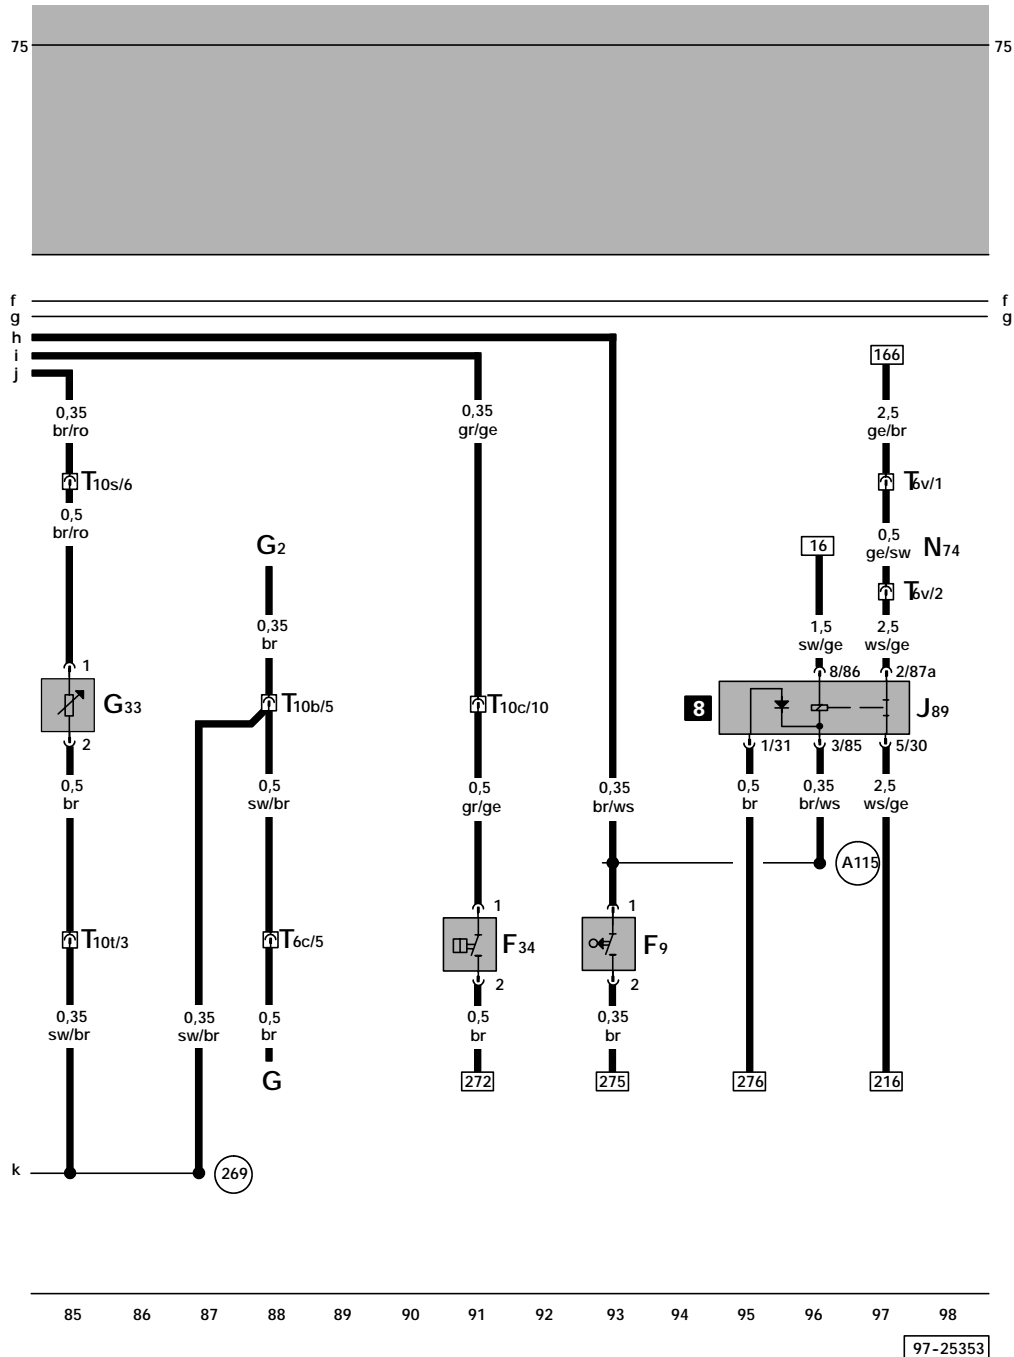 75 75
f f
g g
h
i
j
166
0,35
br/ro
0,35
gr/ge
2,5
ge/br
T10s/6
T6v/1
0,5
br/ro
0,5
ge/sw
N74
G2
16
T6v/2
0,35
br
1,5
sw/ge
2,5
ws/ge
1
8/86
2/87a
G33
T10b/5
T10c/10
8
J89
2
1/31
3/85
5/30
0,5
br
0,5
sw/br
0,5
gr/ge
0,35
br/ws
0,5
br
0,35
br/ws
2,5
ws/ge
A115
1
1
T10t/3
T6c/5
F34
F9
2
2
0,35
sw/br
0,35
sw/br
0,5
br
0,5
br
0,35
br
G
272
275
276
216
k
269
85 86 87 88 89 90 91 92 93 94 95 96 97 98
97-25353